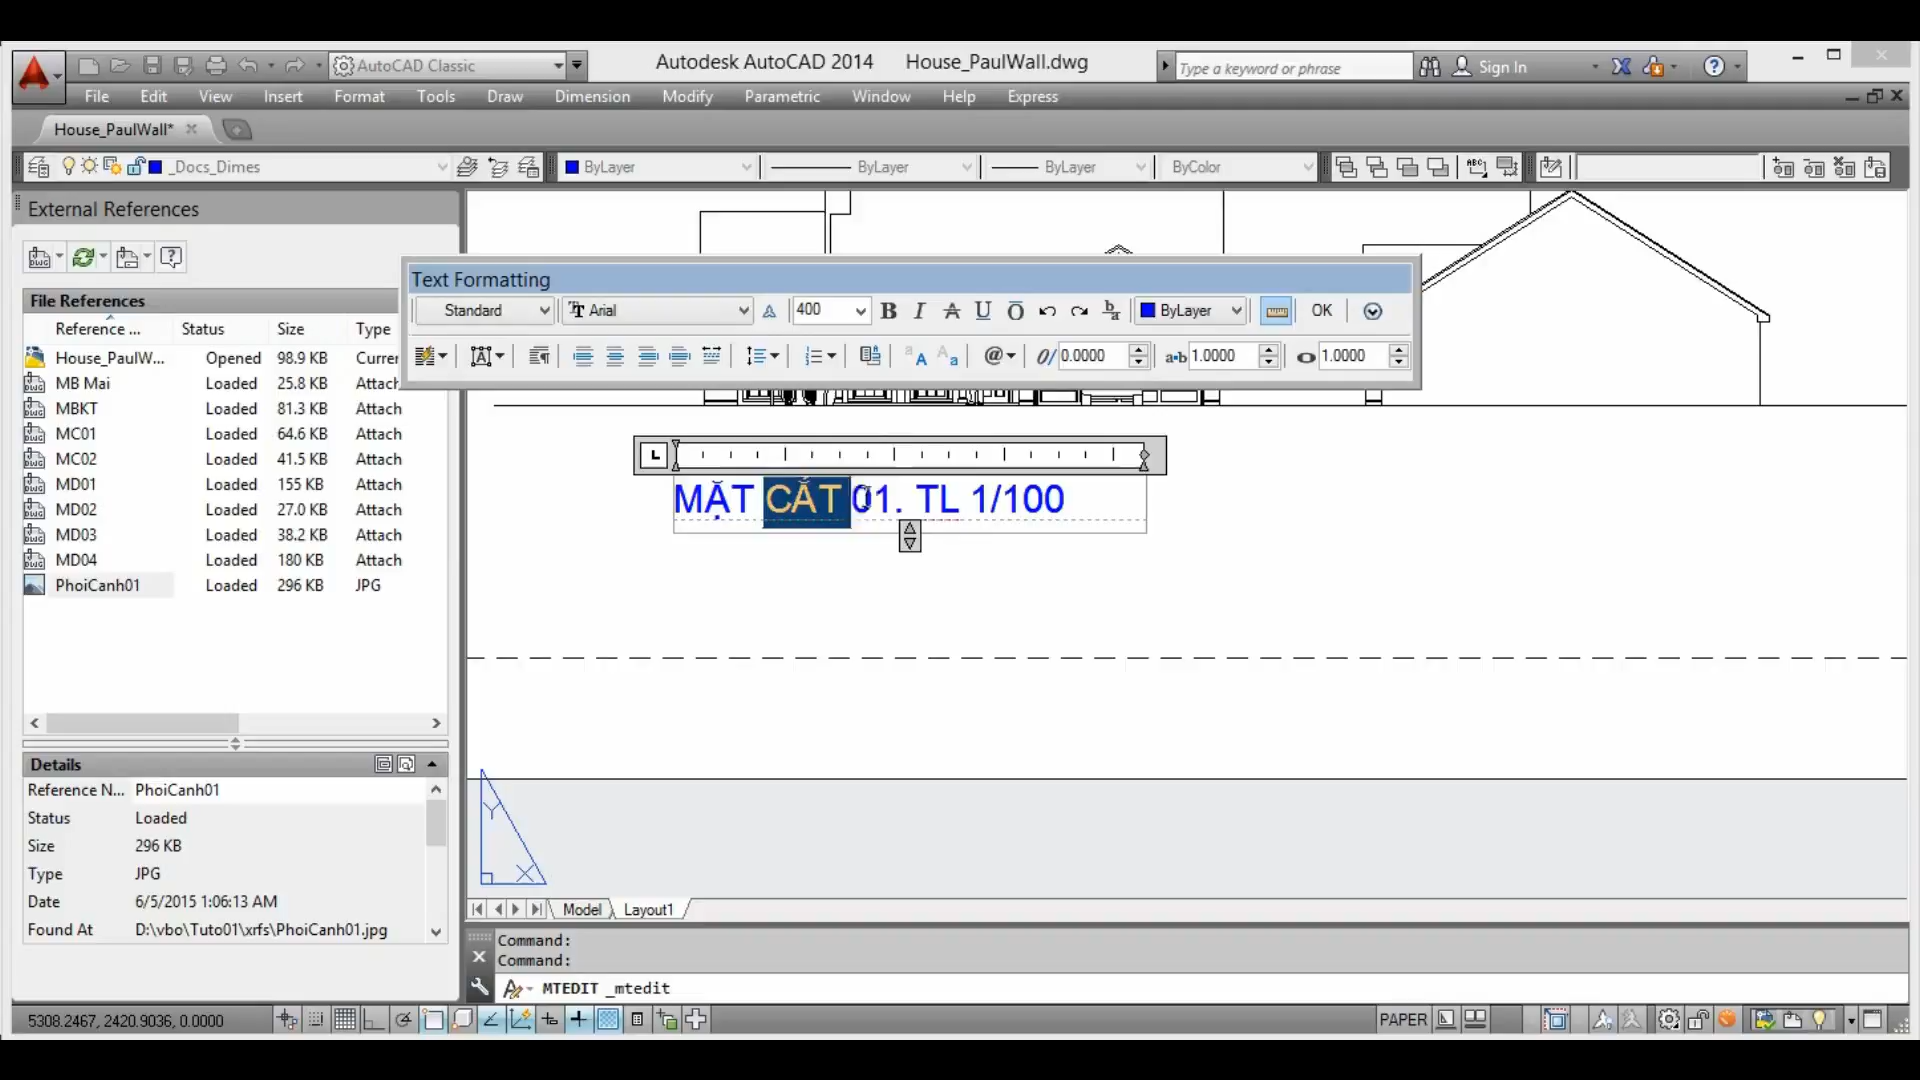 AutoCAD Classic
Autodesk AutoCAD 2014 House_PaulWall.dwg
Type a keyword or phrase
Sign In
File Edit View Insert Format Tools Draw Dimension Modify Parametric Window Help Express
House_PaulWall*
_Docs_Dimes
ByLayer
ByLayer
ByLayer
ByColor
External References
File References
Reference ... Status Size Type
House_PaulW... Opened 98.9 KB Curre
MB Mai Loaded 25.8 KB Attach
MBKT Loaded 81.3 KB Attach
MC01 Loaded 64.6 KB Attach
MC02 Loaded 41.5 KB Attach
MD01 Loaded 155 KB Attach
MD02 Loaded 27.0 KB Attach
MD03 Loaded 38.2 KB Attach
MD04 Loaded 180 KB Attach
PhoiCanh01 Loaded 296 KB JPG
Details
Reference N... PhoiCanh01
Status Loaded
Size 296 KB
Type JPG
Date 6/5/2015 1:06:13 AM
Found At D:\vbo\Tuto01\xrfs\PhoiCanh01.jpg
Text Formatting
Standard Arial 400 B I A U O ByLayer OK
@ 0/ 0.0000 a•b 1.0000 1.0000
MẶT CẮT 01. TL 1/100
Y
X
Model Layout1
Command:
Command:
MTEDIT _mtedit
5308.2467, 2420.9036, 0.0000
PAPER